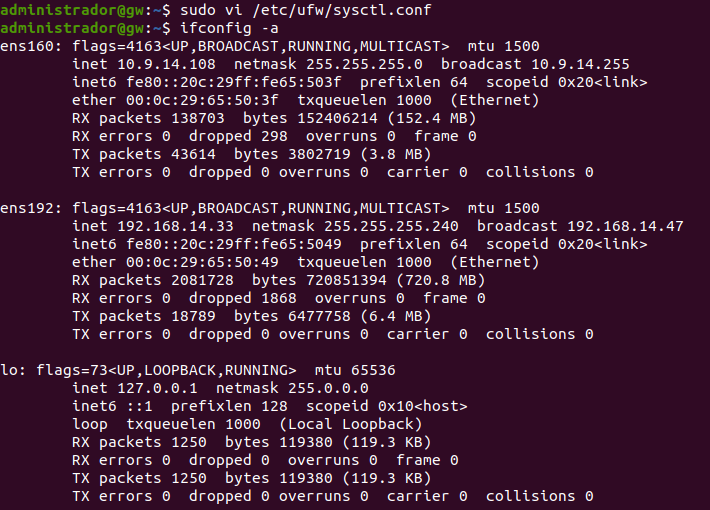 administrador@gw:~$ sudo vi /etc/ufw/sysctl.conf
administrador@gw:~$ ifconfig -a
ens160: flags=4163<UP,BROADCAST,RUNNING,MULTICAST>  mtu 1500
        inet 10.9.14.108  netmask 255.255.255.0  broadcast 10.9.14.255
        inet6 fe80::20c:29ff:fe65:503f  prefixlen 64  scopeid 0x20<link>
        ether 00:0c:29:65:50:3f  txqueuelen 1000  (Ethernet)
        RX packets 138703  bytes 152406214 (152.4 MB)
        RX errors 0  dropped 298  overruns 0  frame 0
        TX packets 43614  bytes 3802719 (3.8 MB)
        TX errors 0  dropped 0 overruns 0  carrier 0  collisions 0

ens192: flags=4163<UP,BROADCAST,RUNNING,MULTICAST>  mtu 1500
        inet 192.168.14.33  netmask 255.255.255.240  broadcast 192.168.14.47
        inet6 fe80::20c:29ff:fe65:5049  prefixlen 64  scopeid 0x20<link>
        ether 00:0c:29:65:50:49  txqueuelen 1000  (Ethernet)
        RX packets 2081728  bytes 720851394 (720.8 MB)
        RX errors 0  dropped 1868  overruns 0  frame 0
        TX packets 18789  bytes 6477758 (6.4 MB)
        TX errors 0  dropped 0 overruns 0  carrier 0  collisions 0

lo: flags=73<UP,LOOPBACK,RUNNING>  mtu 65536
        inet 127.0.0.1  netmask 255.0.0.0
        inet6 ::1  prefixlen 128  scopeid 0x10<host>
        loop  txqueuelen 1000  (Local Loopback)
        RX packets 1250  bytes 119380 (119.3 KB)
        RX errors 0  dropped 0  overruns 0  frame 0
        TX packets 1250  bytes 119380 (119.3 KB)
        TX errors 0  dropped 0 overruns 0  carrier 0  collisions 0